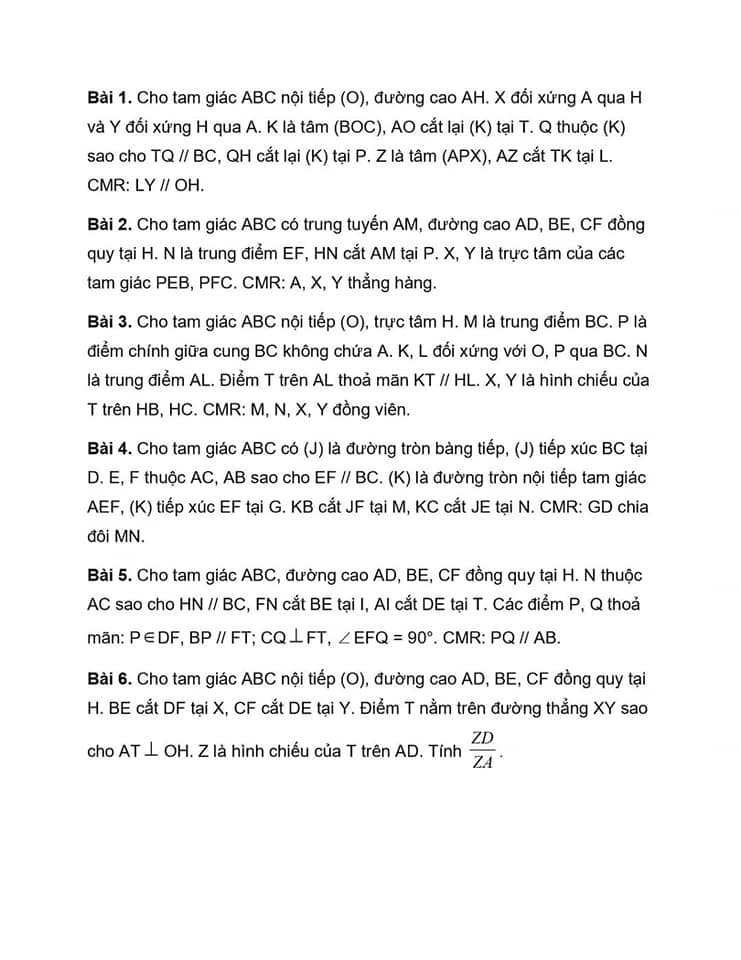 Bài 1. Cho tam giác ABC nội tiếp (O), đường cao AH. X đối xứng A qua H
và Y đối xứng H qua A. K là tâm (BOC), AO cắt lại (K) tại T. Q thuộc (K)
sao cho TQ // BC, QH cắt lại (K) tại P. Z là tâm (APX), AZ cắt TK tại L.
CMR: LY // OH.
Bài 2. Cho tam giác ABC có trung tuyến AM, đường cao AD, BE, CF đồng
quy tại H. N là trung điểm EF, HN cắt AM tại P. X, Y là trực tâm của các
tam giác PEB, PFC. CMR: A, X, Y thẳng hàng.
Bài 3. Cho tam giác ABC nội tiếp (O), trực tâm H. M là trung điểm BC. P là
điểm chính giữa cung BC không chứa A. K, L đối xứng với O, P qua BC. N
là trung điểm AL. Điểm T trên AL thoả mãn KT // HL. X, Y là hình chiếu của
T trên HB, HC. CMR: M, N, X, Y đồng viên.
Bài 4. Cho tam giác ABC có (J) là đường tròn bàng tiếp, (J) tiếp xúc BC tại
D. E, F thuộc AC, AB sao cho EF // BC. (K) là đường tròn nội tiếp tam giác
AEF, (K) tiếp xúc EF tại G. KB cắt JF tại M, KC cắt JE tại N. CMR: GD chia
đôi MN.
Bài 5. Cho tam giác ABC, đường cao AD, BE, CF đồng quy tại H. N thuộc
AC sao cho HN // BC, FN cắt BE tại I, AI cắt DE tại T. Các điểm P, Q thoả
mãn: P∈DF, BP // FT; CQ⊥FT, ∠EFQ = 90°. CMR: PQ // AB.
Bài 6. Cho tam giác ABC nội tiếp (O), đường cao AD, BE, CF đồng quy tại
H. BE cắt DF tại X, CF cắt DE tại Y. Điểm T nằm trên đường thẳng XY sao
cho AT ⊥ OH. Z là hình chiếu của T trên AD. Tính ZD/ZA.